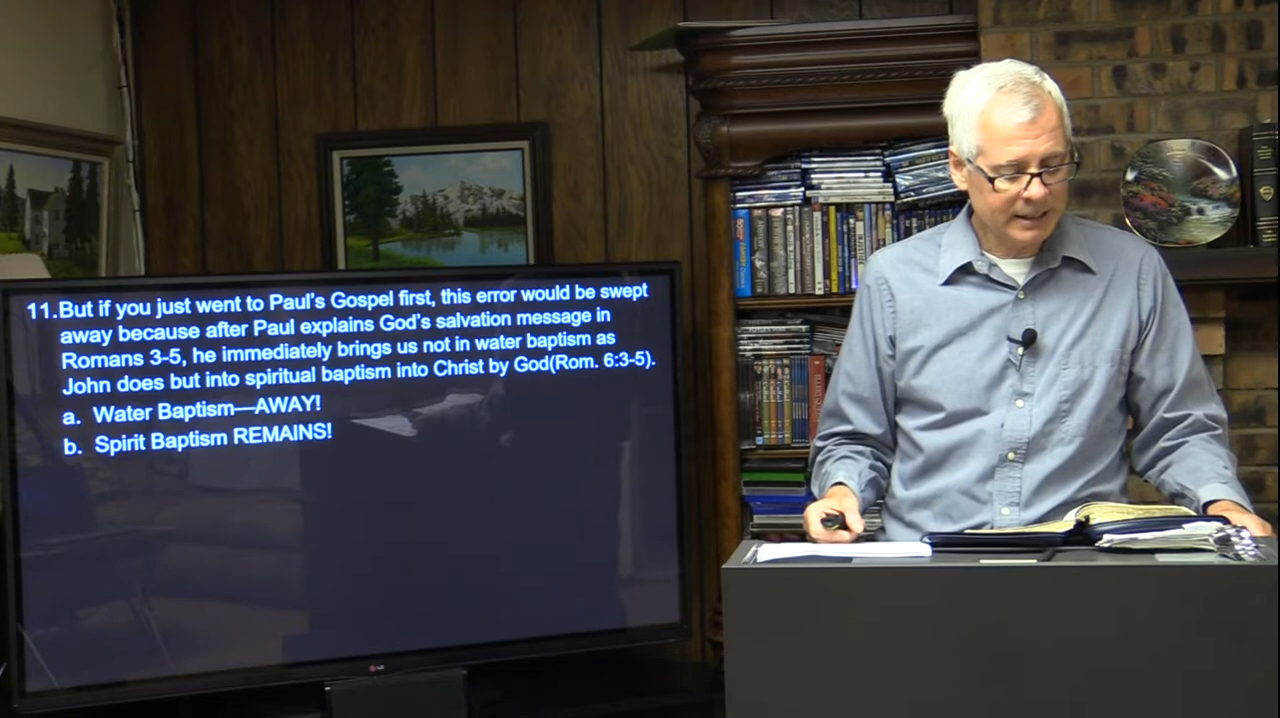 11.But if you just went to Paul's Gospel first, this error would be swept
away because after Paul explains God's salvation message in
Romans 3-5, he immediately brings us not in water baptism as
John does but into spiritual baptism into Christ by God(Rom. 6:3-5).
a. Water Baptism—AWAY!
b. Spirit Baptism REMAINS!
LG